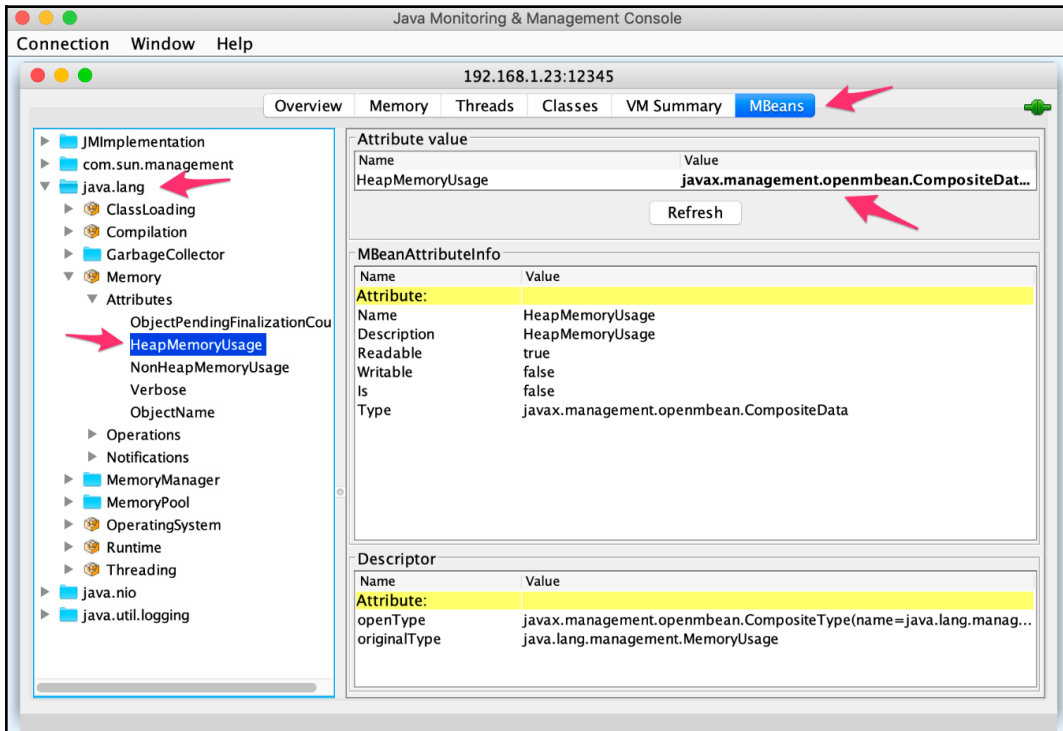 Java Monitoring & Management Console
Connection Window Help
192.168.1.23:12345
Overview Memory Threads Classes VM Summary MBeans
JMImplementation
com.sun.management
java.lang
ClassLoading
Compilation
GarbageCollector
Memory
Attributes
ObjectPendingFinalizationCou
HeapMemoryUsage
NonHeapMemoryUsage
Verbose
ObjectName
Operations
Notifications
MemoryManager
MemoryPool
OperatingSystem
Runtime
Threading
java.nio
java.util.logging
Attribute value
Name Value
HeapMemoryUsage javax.management.openmbean.CompositeDat...
Refresh
MBeanAttributeInfo
Name Value
Attribute:
Name HeapMemoryUsage
Description HeapMemoryUsage
Readable true
Writable false
Is false
Type javax.management.openmbean.CompositeData
Descriptor
Name Value
Attribute:
openType javax.management.openmbean.CompositeType(name=java.lang.manag...
originalType java.lang.management.MemoryUsage